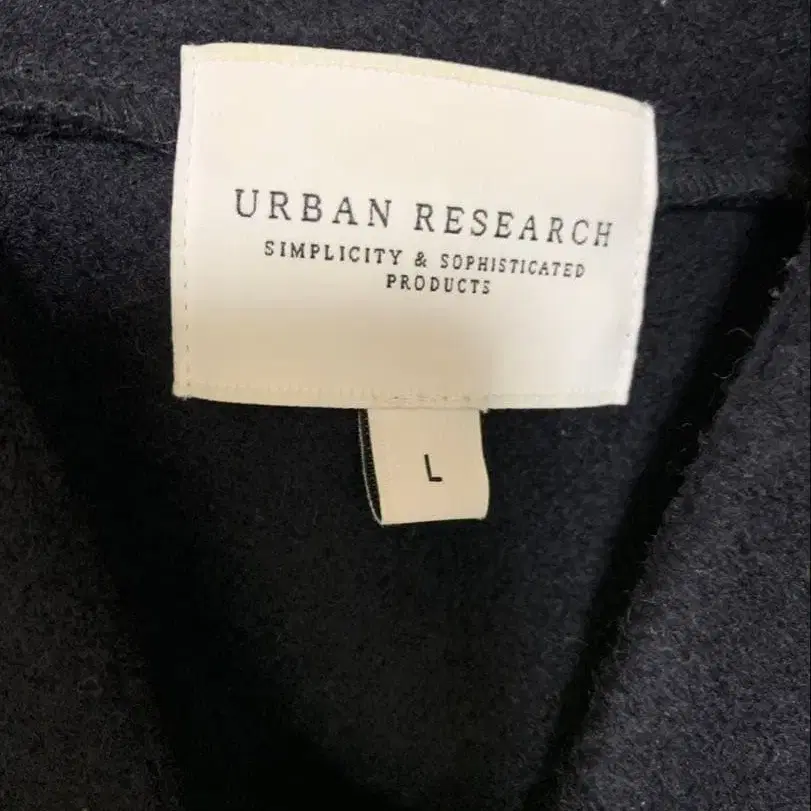 URBAN RESEARCH
SIMPLICITY & SOPHISTICATED
PRODUCTS
L